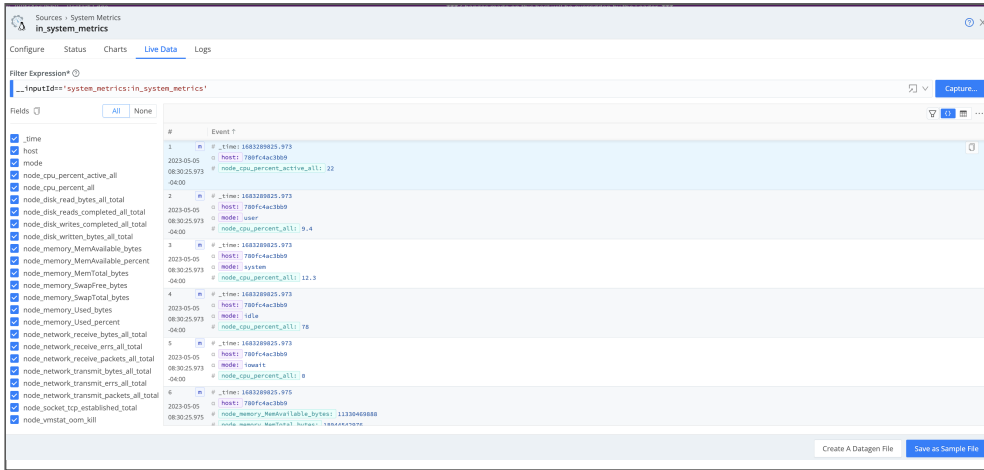 Sources › System Metrics
in_system_metrics
Configure Status Charts Live Data Logs
Filter Expression*
__inputId=='system_metrics:in_system_metrics'
Capture...
Fields
All None
_time
host
mode
node_cpu_percent_active_all
node_cpu_percent_all
node_disk_read_bytes_all_total
node_disk_reads_completed_all_total
node_disk_writes_completed_all_total
node_disk_written_bytes_all_total
node_memory_MemAvailable_bytes
node_memory_MemAvailable_percent
node_memory_MemTotal_bytes
node_memory_SwapFree_bytes
node_memory_SwapTotal_bytes
node_memory_Used_bytes
node_memory_Used_percent
node_network_receive_bytes_all_total
node_network_receive_errs_all_total
node_network_receive_packets_all_total
node_network_transmit_bytes_all_total
node_network_transmit_errs_all_total
node_network_transmit_packets_all_total
node_socket_tcp_established_total
node_vmstat_oom_kill
# Event ↑
1 m # _time: 1683289825.973
2023-05-05 α host: 780fc4ac3bb9
08:30:25.973 # node_cpu_percent_active_all: 22
-04:00
2 m # _time: 1683289825.973
2023-05-05 α host: 780fc4ac3bb9
08:30:25.973 α mode: user
-04:00 # node_cpu_percent_all: 9.4
3 m # _time: 1683289825.973
2023-05-05 α host: 780fc4ac3bb9
08:30:25.973 α mode: system
-04:00 # node_cpu_percent_all: 12.3
4 m # _time: 1683289825.973
2023-05-05 α host: 780fc4ac3bb9
08:30:25.973 α mode: idle
-04:00 # node_cpu_percent_all: 78
5 m # _time: 1683289825.973
2023-05-05 α host: 780fc4ac3bb9
08:30:25.973 α mode: iowait
-04:00 # node_cpu_percent_all: 0
6 m # _time: 1683289825.975
2023-05-05 α host: 780fc4ac3bb9
08:30:25.975 # node_memory_MemAvailable_bytes: 11330469888
# node_memory_MemTotal_bytes:
Create A Datagen File
Save as Sample File